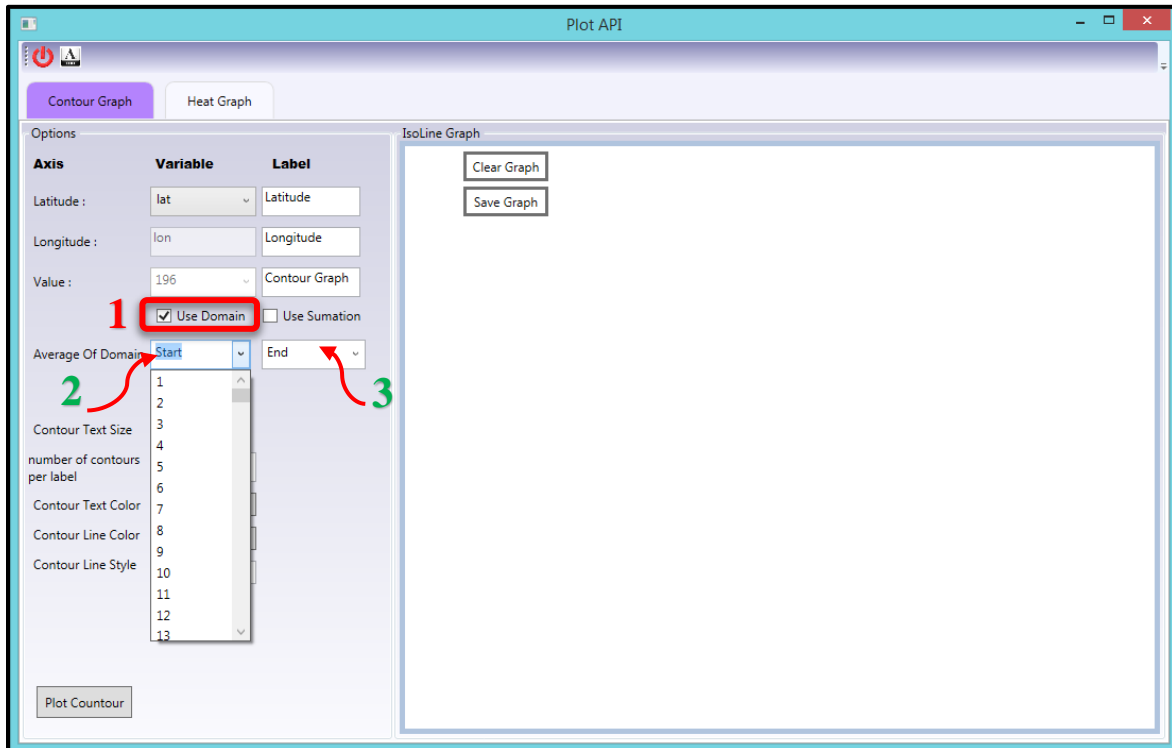 Plot API
Contour Graph Heat Graph
Options
IsoLine Graph
Axis Variable Label
Clear Graph
Latitude : lat Latitude
Save Graph
Longitude : lon Longitude
Value : 196 Contour Graph
1 Use Domain Use Sumation
Average Of Domain Start End
2 3
1
2
3
4
5
6
7
8
9
10
11
12
13
Contour Text Size
number of contours
per label
Contour Text Color
Contour Line Color
Contour Line Style
Plot Countour